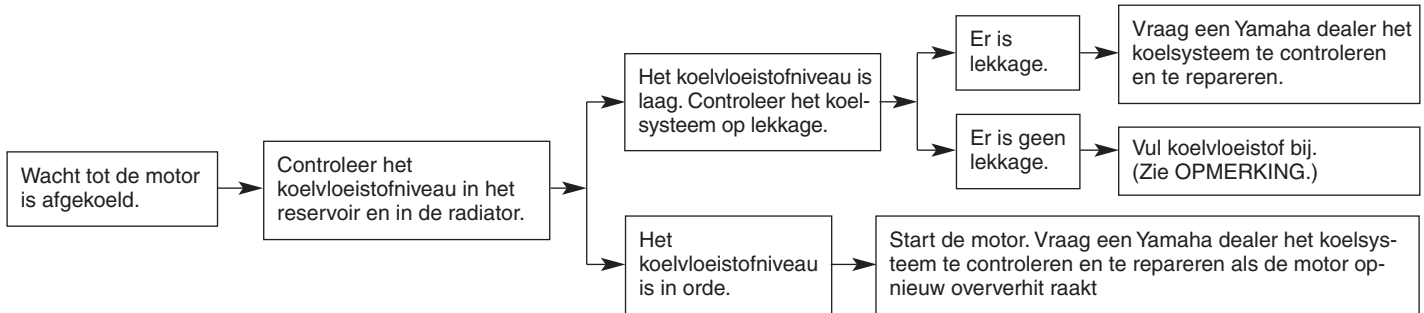 Wacht tot de motor
is afgekoeld.
Controleer het
koelvloeistofniveau in het
reservoir en in de radiator.
Het koelvloeistofniveau is
laag. Controleer het koel-
systeem op lekkage.
Er is
lekkage.
Vraag een Yamaha dealer het
koelsysteem te controleren
en te repareren.
Er is geen
lekkage.
Vul koelvloeistof bij.
(Zie OPMERKING.)
Het
koelvloeistofniveau
is in orde.
Start de motor. Vraag een Yamaha dealer het koelsys-
teem te controleren en te repareren als de motor op-
nieuw oververhit raakt